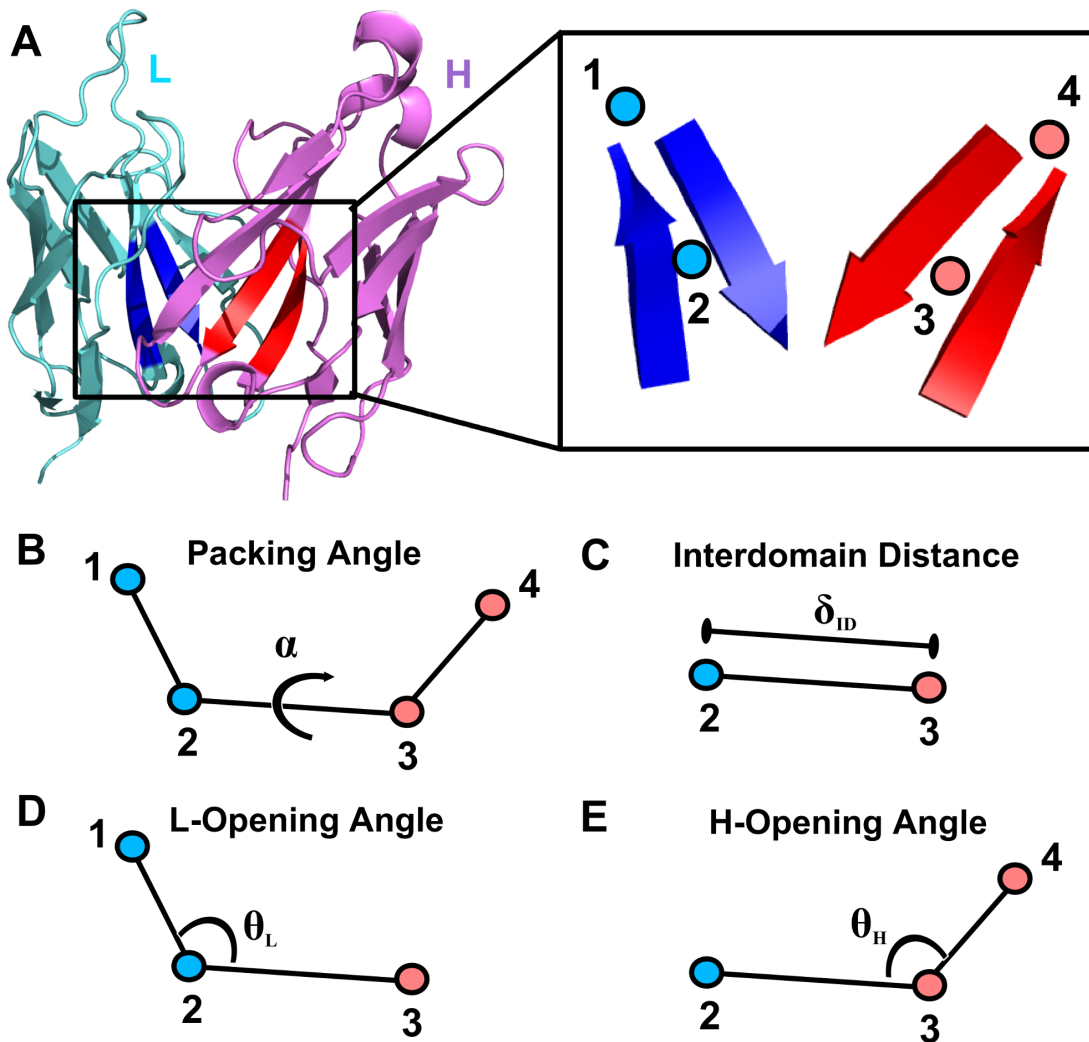 A
L
H
1
4
2
3
B
Packing Angle
1
4
α
2
3
C
Interdomain Distance
δID
2
3
D
L-Opening Angle
1
θL
2
3
E
H-Opening Angle
4
θH
2
3